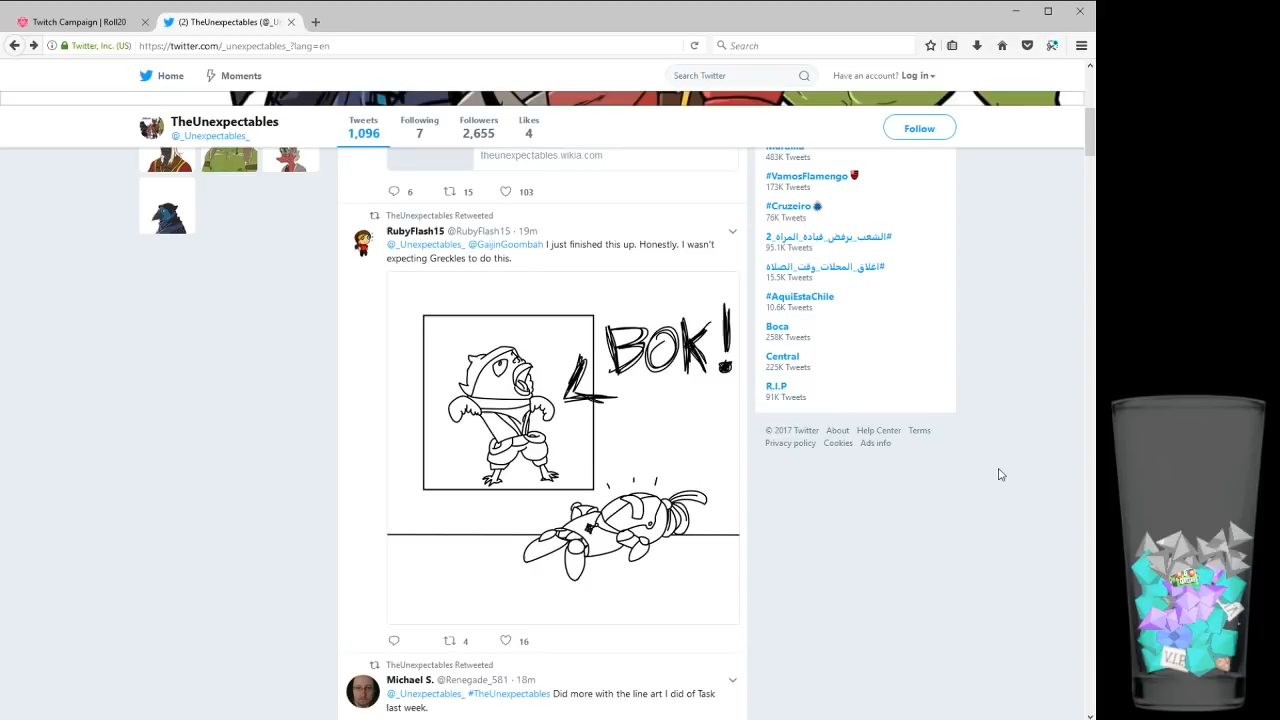 Twitch Campaign | Roll20
(2) TheUnexpectables (@_U
Twitter, Inc. (US)
https://twitter.com/_unexpectables_?lang=en
Search
Home
Moments
Search Twitter
Have an account? Log in
TheUnexpectables
@_Unexpectables_
Tweets
1,096
Following
7
Followers
2,655
Likes
4
Follow
theunexpectables.wikia.com
6
15
103
TheUnexpectables Retweeted
RubyFlash15 @RubyFlash15 · 19m
@_Unexpectables_ @GaijinGoombah I just finished this up. Honestly. I wasn't
expecting Greckles to do this.
BOK!
4
16
TheUnexpectables Retweeted
Michael S. @Renegade_581 · 18m
@_Unexpectables_ #TheUnexpectables Did more with the line art I did of Task
last week.
483K Tweets
#VamosFlamengo
173K Tweets
#Cruzeiro
76K Tweets
#الشعب_يرفض_قياده_المراه_2
95.1K Tweets
#اغلاق_المحلات_وقت_الصلاة
15.5K Tweets
#AquiEstaChile
10.6K Tweets
Boca
258K Tweets
Central
225K Tweets
R.I.P
91K Tweets
© 2017 Twitter About Help Center Terms
Privacy policy Cookies Ads info
V.I.P